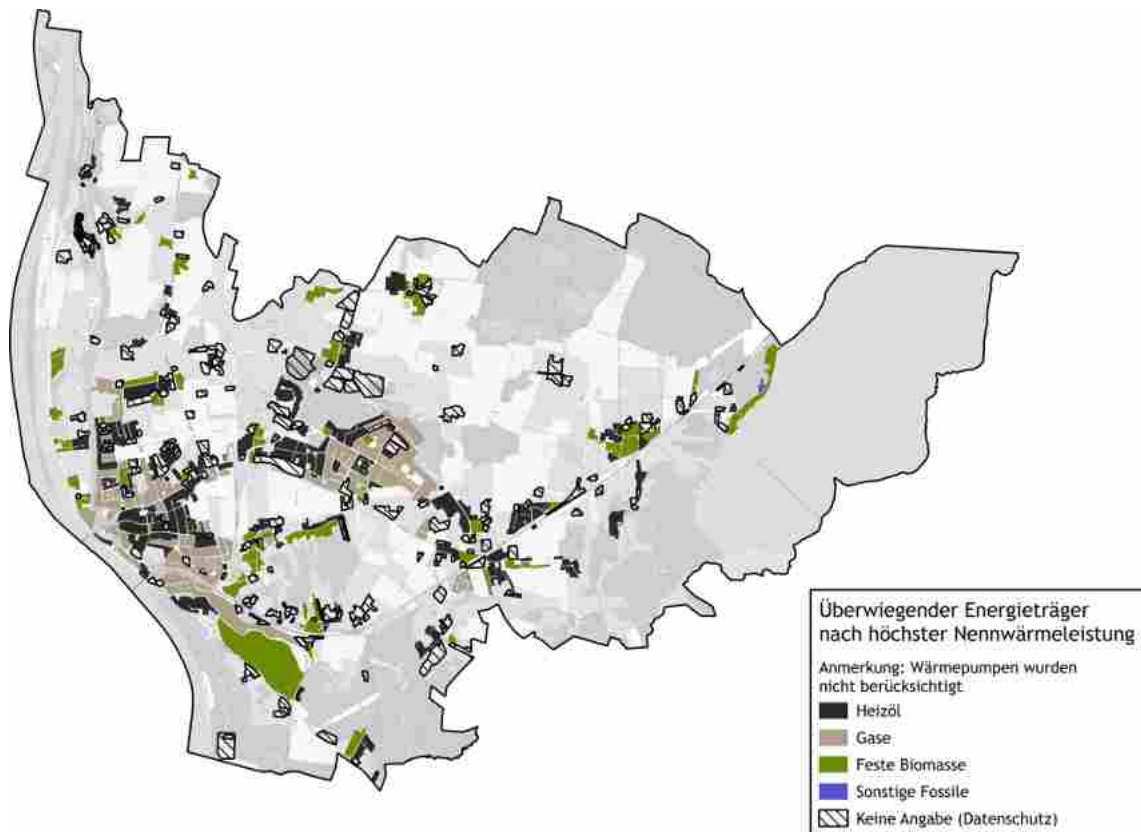 Überwiegender Energieträger
nach höchster Nennwärmeleistung
Anmerkung: Wärmepumpen wurden
nicht berücksichtigt
Heizöl
Gase
Feste Biomasse
Sonstige Fossile
Keine Angabe (Datenschutz)